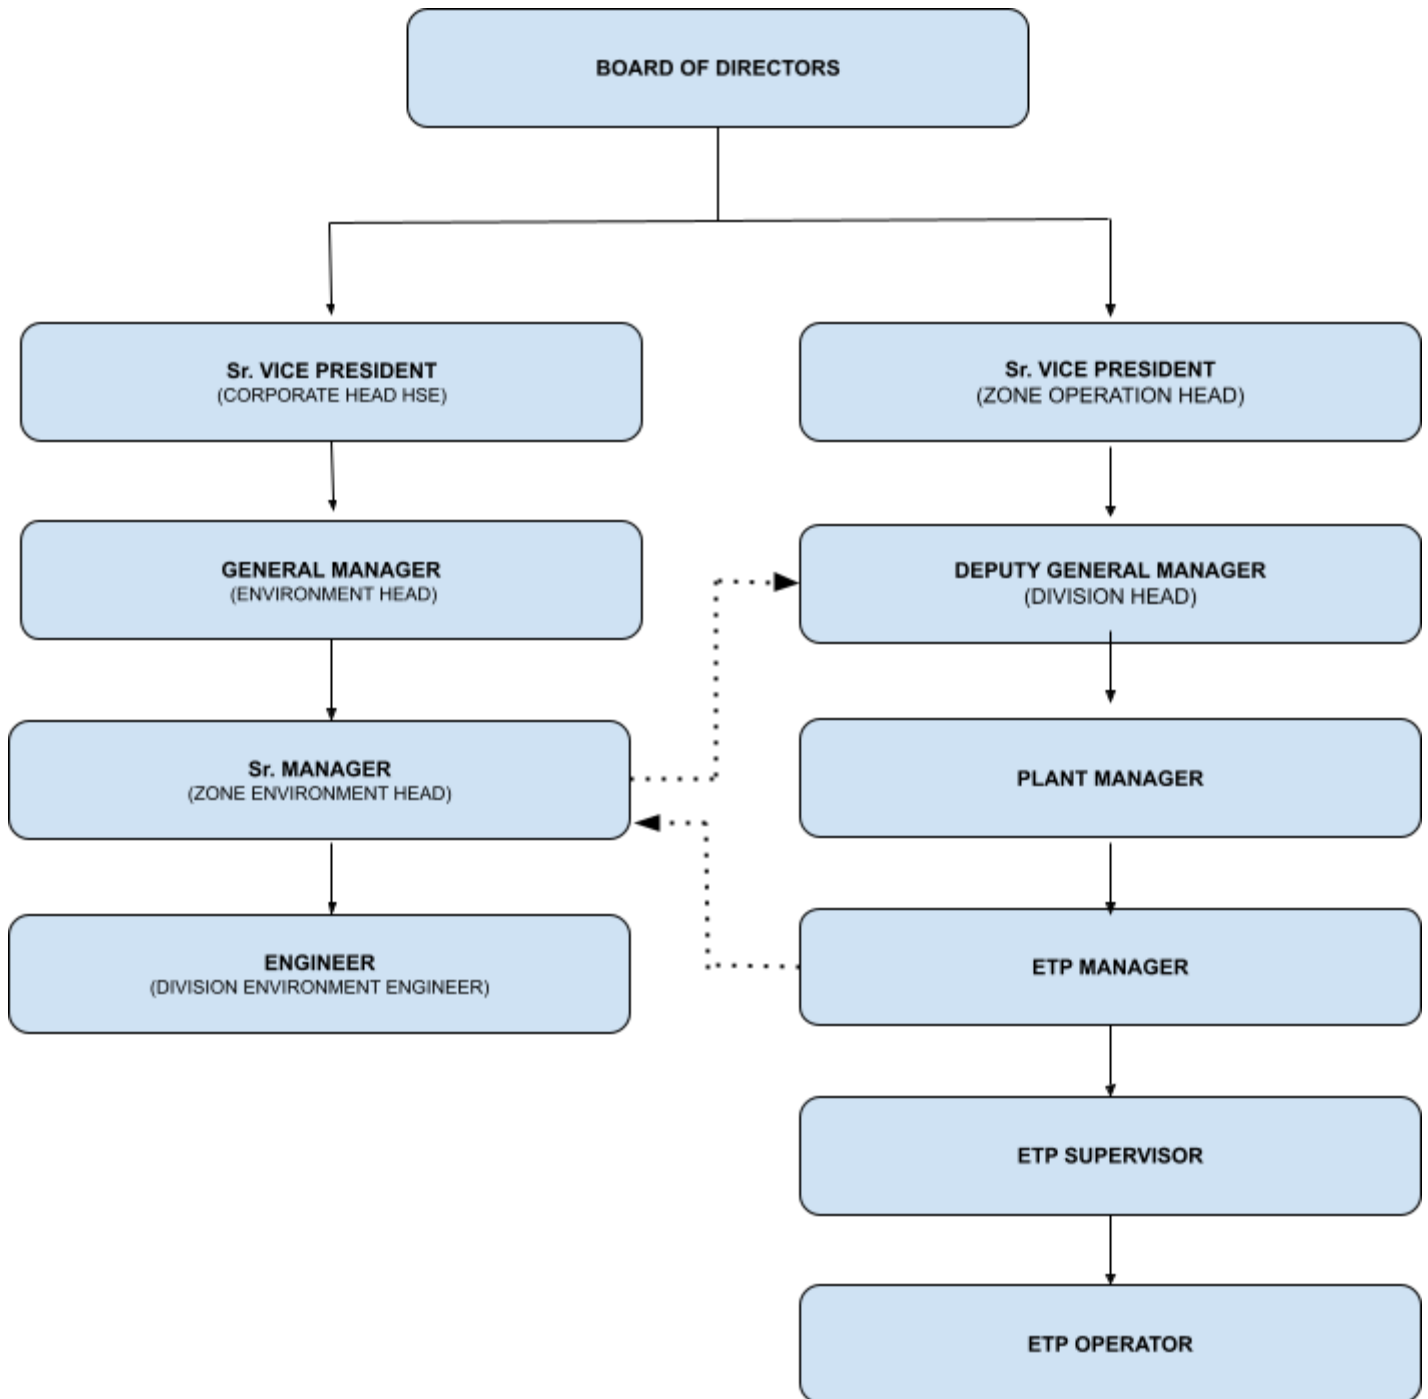 BOARD OF DIRECTORS
Sr. VICE PRESIDENT
(CORPORATE HEAD HSE)
Sr. VICE PRESIDENT
(ZONE OPERATION HEAD)
GENERAL MANAGER
(ENVIRONMENT HEAD)
DEPUTY GENERAL MANAGER
(DIVISION HEAD)
Sr. MANAGER
(ZONE ENVIRONMENT HEAD)
PLANT MANAGER
ENGINEER
(DIVISION ENVIRONMENT ENGINEER)
ETP MANAGER
ETP SUPERVISOR
ETP OPERATOR